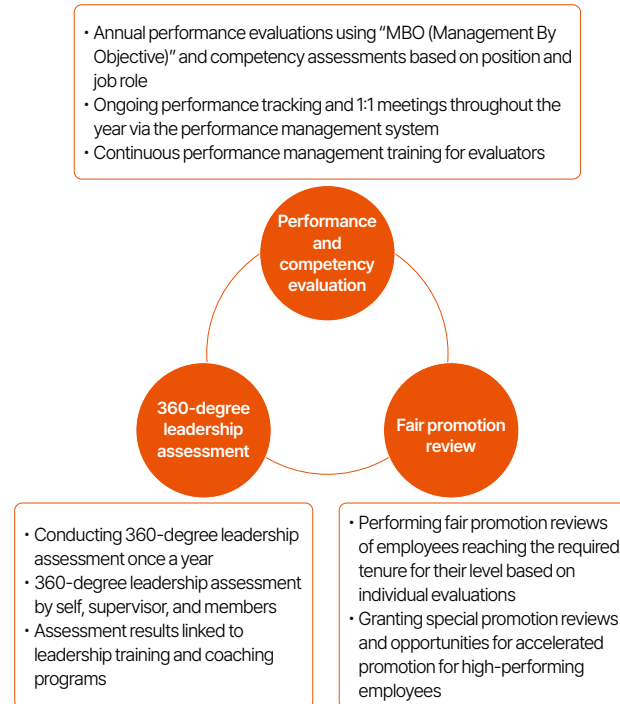 • Annual performance evaluations using “MBO (Management By
Objective)” and competency assessments based on position and
job role
• Ongoing performance tracking and 1:1 meetings throughout the
year via the performance management system
• Continuous performance management training for evaluators
Performance
and
competency
evaluation
360-degree
leadership
assessment
Fair promotion
review
• Conducting 360-degree leadership
assessment once a year
• 360-degree leadership assessment
by self, supervisor, and members
• Assessment results linked to
leadership training and coaching
programs
• Performing fair promotion reviews
of employees reaching the required
tenure for their level based on
individual evaluations
• Granting special promotion reviews
and opportunities for accelerated
promotion for high-performing
employees